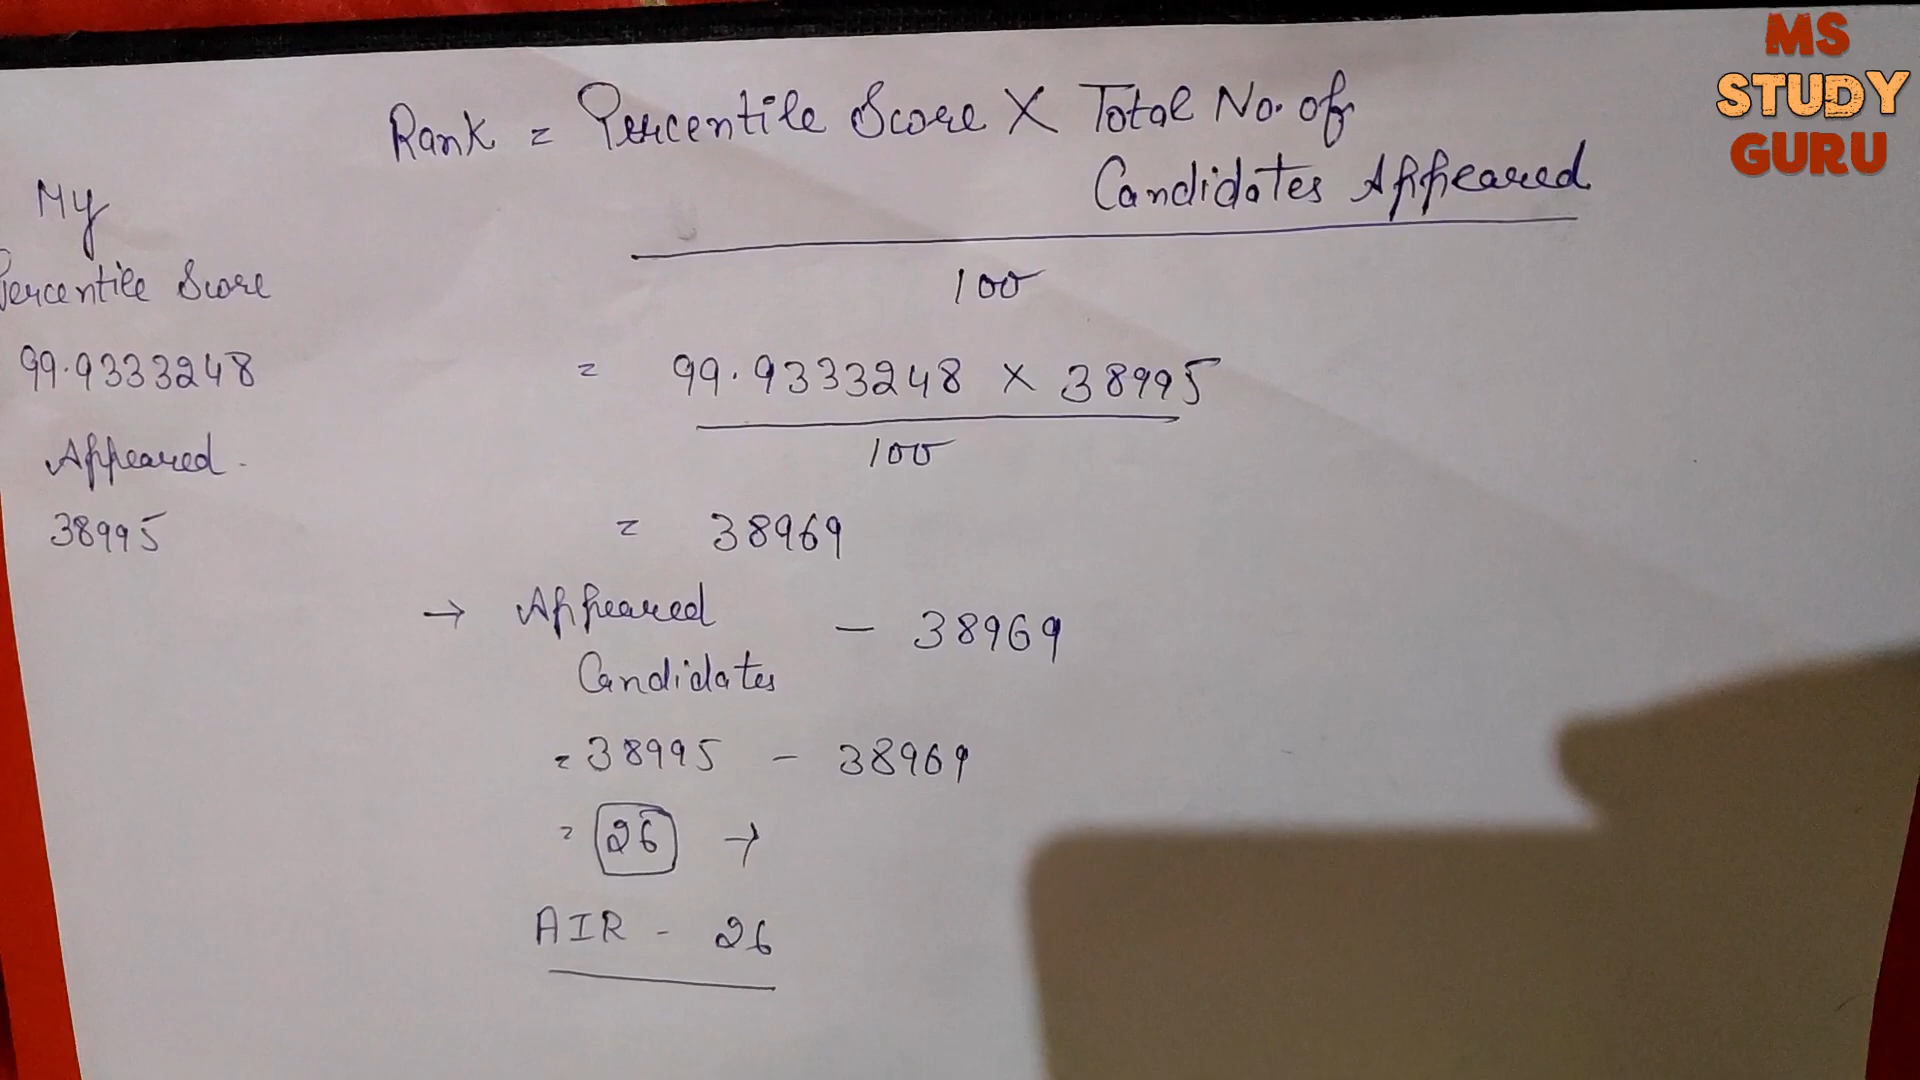 MS
STUDY
GURU
Rank = Percentile Score X Total No. of
Candidates Appeared
100
My
Percentile Score
99.9333248
Appeared.
38995
= 99.9333248 X 38995
100
= 38969
→ Appeared
Candidates - 38969
= 38995 - 38969
= 26 →
AIR - 26